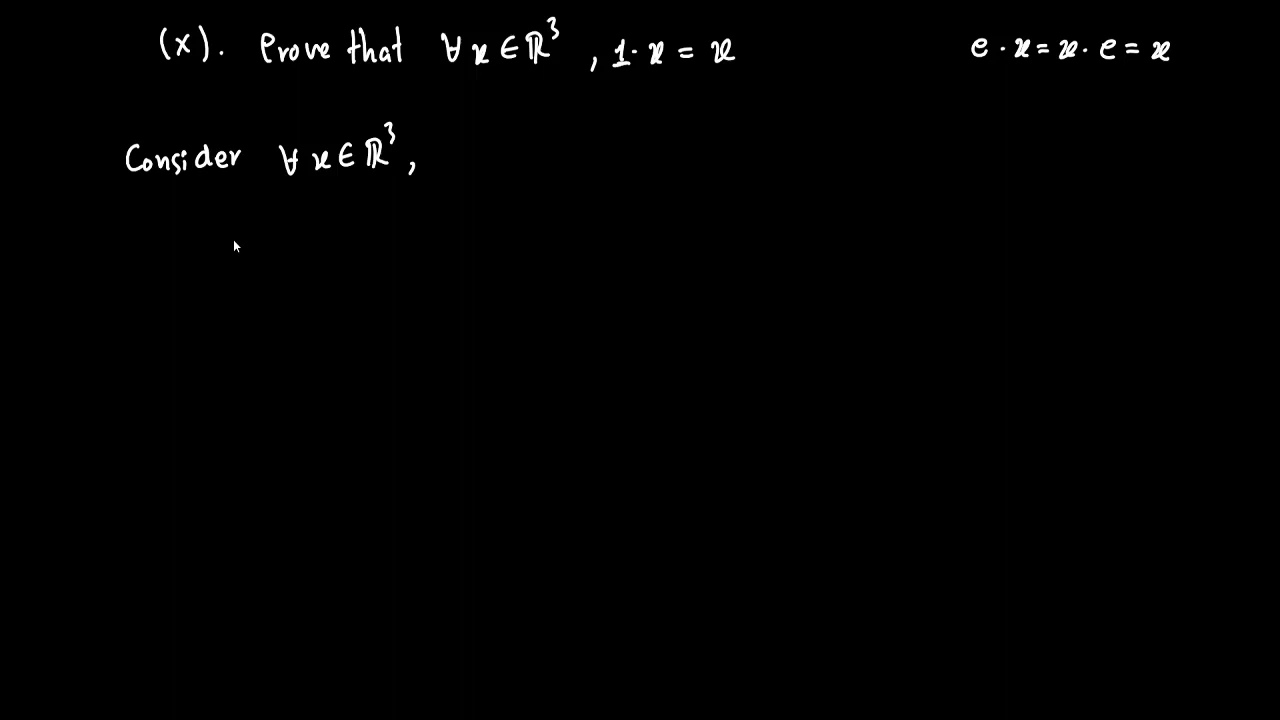 (x). Prove that ∀ x ∈ ℝ³, 1·x = x
e·x = x·e = x
Consider ∀ x ∈ ℝ³,